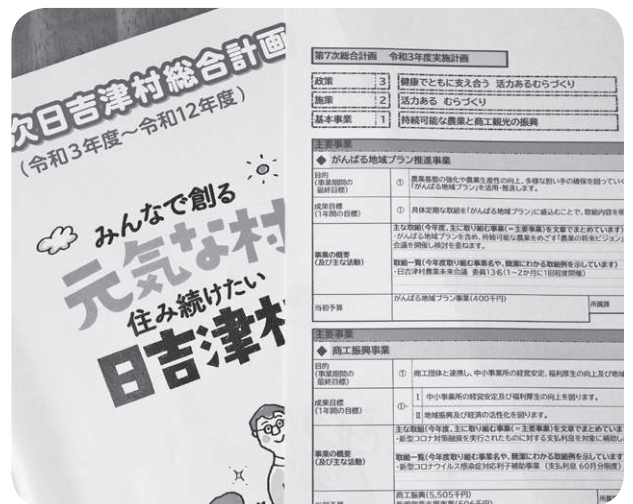 次日吉津村総合計画
(令和3年度~令和12年度)
みんなで創る
元気な村
住み続けたい
日吉津村
第7次総合計画 令和3年度実施計画
政策 3 健康でともに支え合う 活力あるむらづくり
施策 2 活力ある むらづくり
基本事業 1 持続可能な農業と商工観光の振興
主要事業
◆ がんばる地域プラン推進事業
目的
(事業期間の
最終目標)
① 農業基盤の強化や農業生産性の向上、多様な担い手の確保を図っていく
「がんばる地域プラン」を活用・推進します。
成果目標
(1年間の目標)
① 具体定期な取組を「がんばる地域プラン」に盛込むことで、取組内容を明
事業の概要
(及び主な活動)
主な取組(今年度、主に取り組む事業(=主要事業)を文章でまとめています)
・がんばる地域プランを含め、持続可能な農業をめざす「農業の将来ビジョン」
会議を開催し検討を重ねます。
取組一覧(今年度取り組む事業名や、簡潔にわかる取組例を示しています)
・日吉津村農業未来会議 委員13名(1~2か月に1回程度開催)
当初予算
がんばる地域プラン事業(400千円)
所属課
主要事業
◆ 商工振興事業
目的
(事業期間の
最終目標)
① 商工団体と連携し、中小事業所の経営安定、福利厚生の向上及び地域
成果目標
(1年間の目標)
①-
Ⅰ 中小事業所の経営安定及び福利厚生の向上を図ります。
Ⅱ 地域振興及び経済の活性化を図ります。
事業の概要
(及び主な活動)
主な取組(今年度、主に取り組む事業(=主要事業)を文章でまとめていま
・新型コロナ対策融資を実行されたものに対する支払利息を対象に補助し
取組一覧(今年度取り組む事業名や、簡潔にわかる取組例を示しています)
・新型コロナウイルス感染症対応利子補助事業 (支払利息 60月分限度)
商工振興(5,505千円)